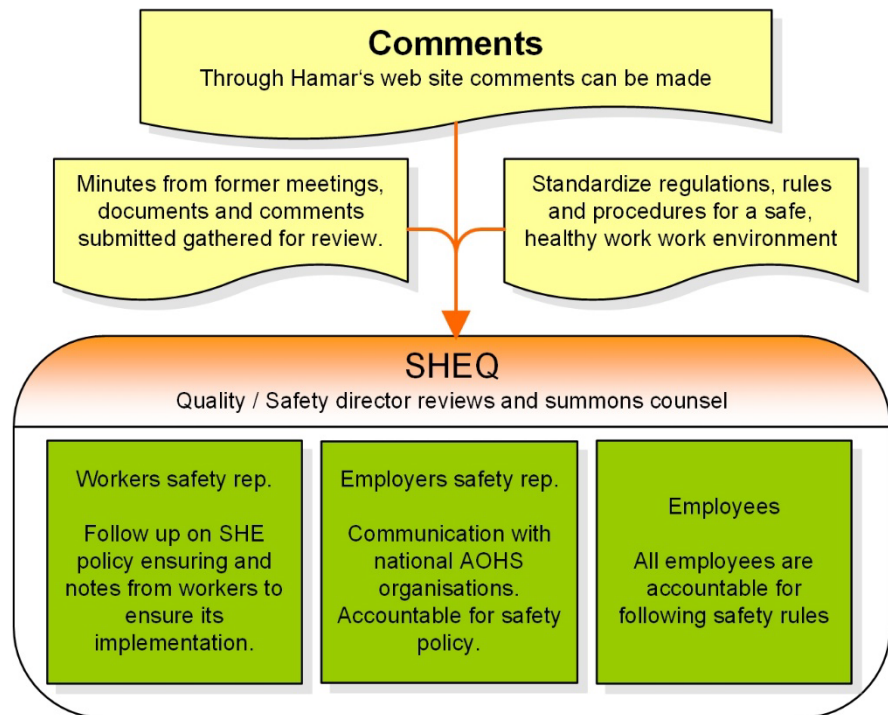 Comments
Through Hamar‘s web site comments can be made
Minutes from former meetings,
documents and comments
submitted gathered for review.
Standardize regulations, rules
and procedures for a safe,
healthy work work environment
SHEQ
Quality / Safety director reviews and summons counsel
Workers safety rep.
Follow up on SHE
policy ensuring and
notes from workers to
ensure its
implementation.
Employers safety rep.
Communication with
national AOHS
organisations.
Accountable for safety
policy.
Employees
All employees are
accountable for
following safety rules